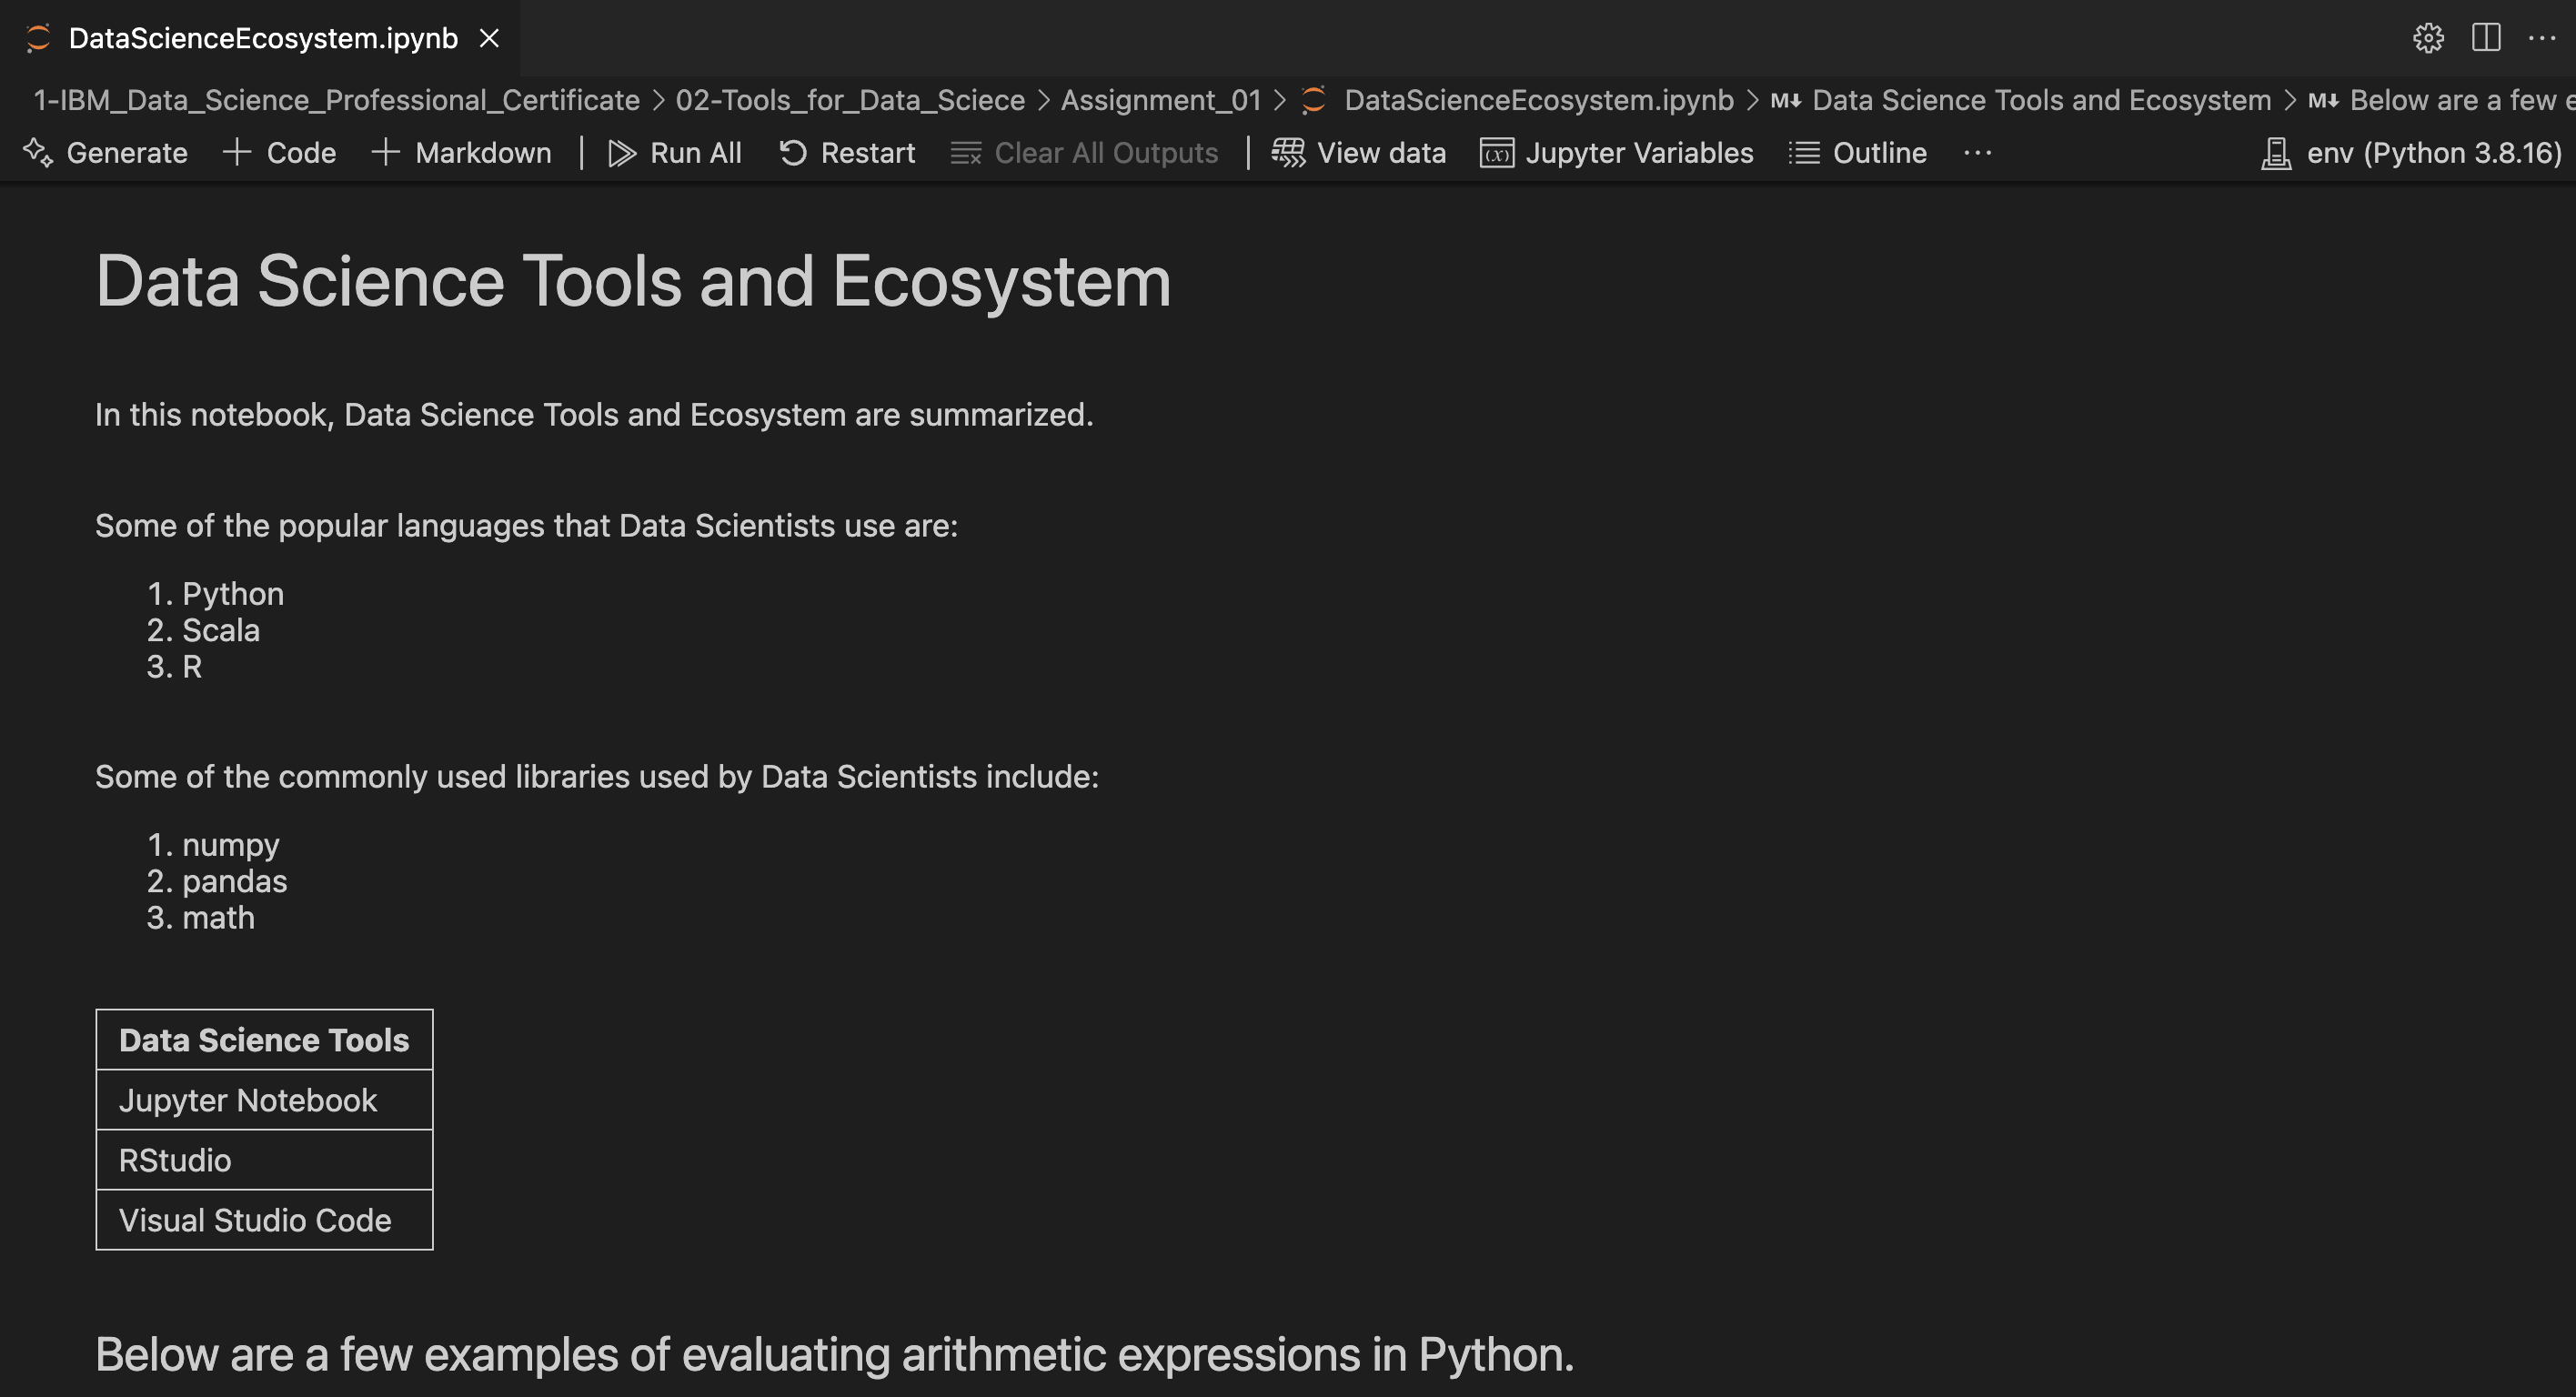 DataScienceEcosystem.ipynb
1-IBM_Data_Science_Professional_Certificate > 02-Tools_for_Data_Sciece > Assignment_01 > DataScienceEcosystem.ipynb > M↓ Data Science Tools and Ecosystem > M↓ Below are a few e
Generate + Code + Markdown | Run All Restart Clear All Outputs | View data (x) Jupyter Variables Outline ... env (Python 3.8.16)
Data Science Tools and Ecosystem
In this notebook, Data Science Tools and Ecosystem are summarized.
Some of the popular languages that Data Scientists use are:
1. Python
2. Scala
3. R
Some of the commonly used libraries used by Data Scientists include:
1. numpy
2. pandas
3. math
Data Science Tools
Jupyter Notebook
RStudio
Visual Studio Code
Below are a few examples of evaluating arithmetic expressions in Python.